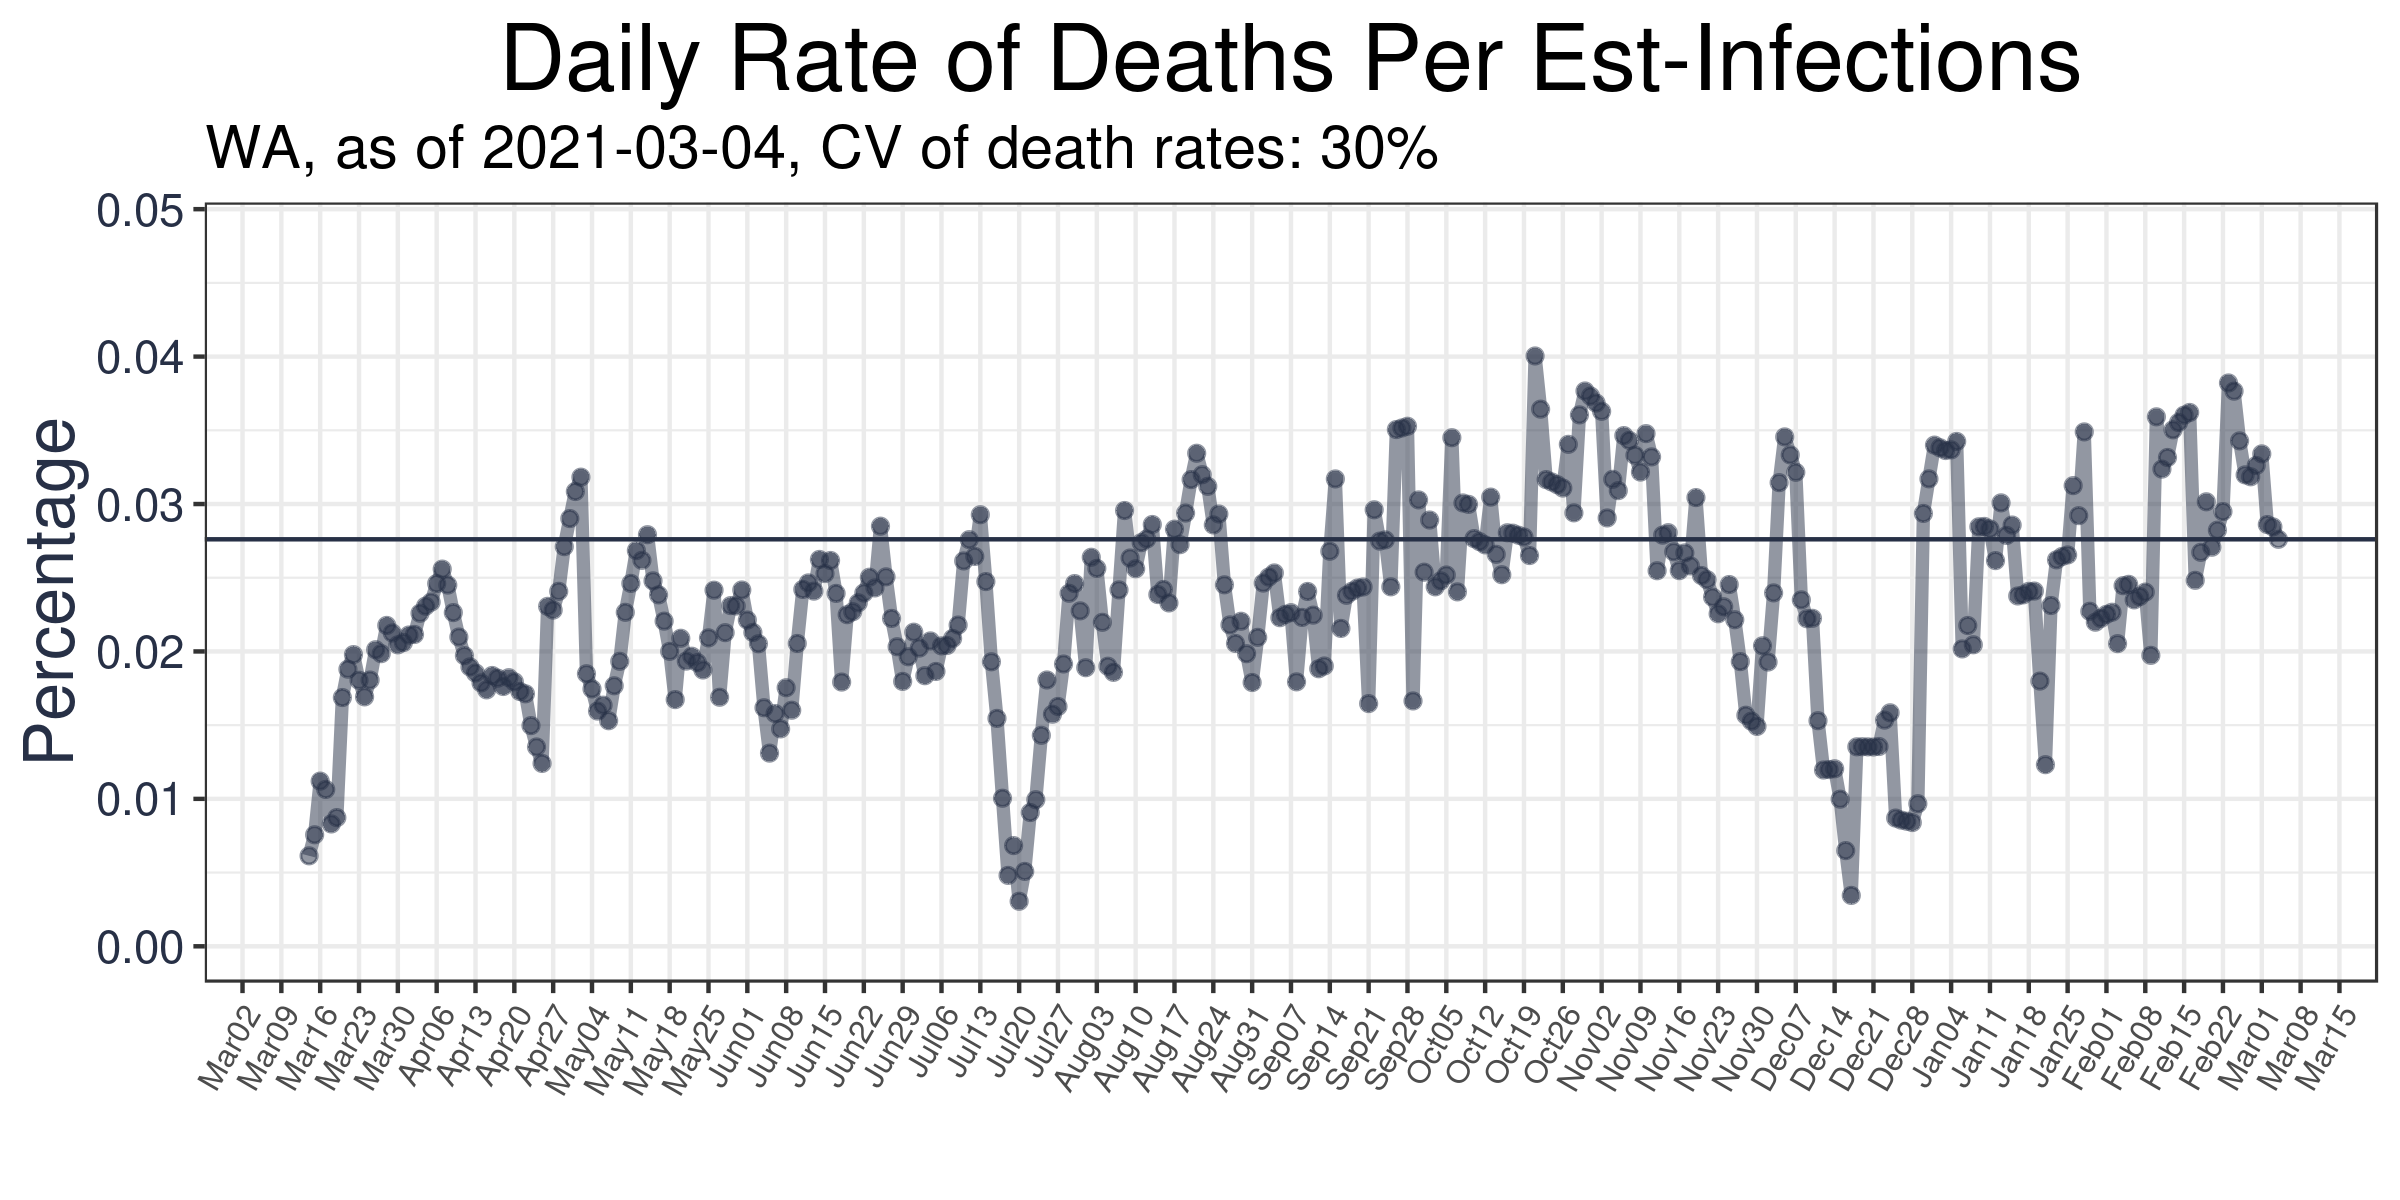 Daily Rate of Deaths Per Est-Infections
WA, as of 2021-03-04, CV of death rates: 30%
Percentage
0.05
0.04
0.03
0.02
0.01
0.00
Mar02 Mar09 Mar16 Mar23 Mar30 Apr06 Apr13 Apr20 Apr27 May04 May11 May18 May25 Jun01 Jun08 Jun15 Jun22 Jun29 Jul06 Jul13 Jul20 Jul27 Aug03 Aug10 Aug17 Aug24 Aug31 Sep07 Sep14 Sep21 Sep28 Oct05 Oct12 Oct19 Oct26 Nov02 Nov09 Nov16 Nov23 Nov30 Dec07 Dec14 Dec21 Dec28 Jan04 Jan11 Jan18 Jan25 Feb01 Feb08 Feb15 Feb22 Mar01 Mar08 Mar15